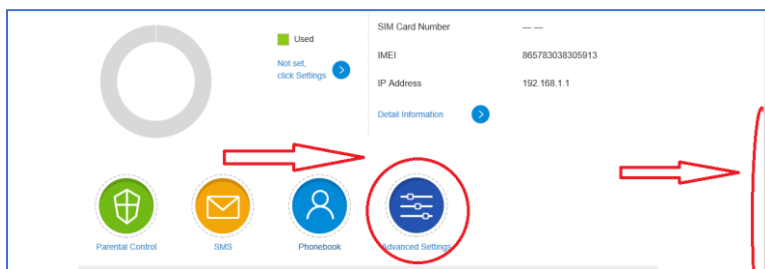 Used
Not set,
click Settings
SIM Card Number — —
IMEI 865783038305913
IP Address 192.168.1.1
Detail Information
Parental Control
SMS
Phonebook
Advanced Settings